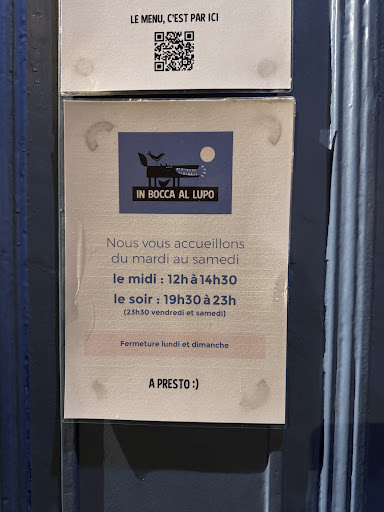 LE MENU, C'EST PAR ICI
IN BOCCA AL LUPO
Nous vous accueillons
du mardi au samedi
le midi : 12h à 14h30
le soir : 19h30 à 23h
(23h30 vendredi et samedi)
Fermeture lundi et dimanche
A PRESTO :)